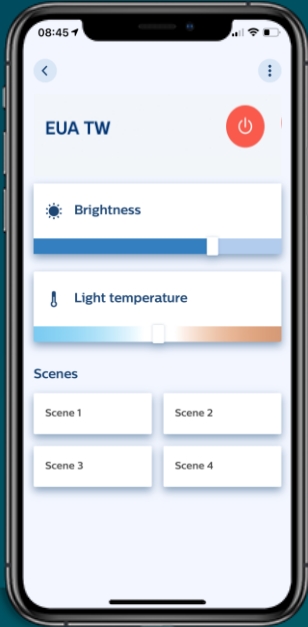 08:45
EUA TW
Brightness
Light temperature
Scenes
Scene 1
Scene 2
Scene 3
Scene 4